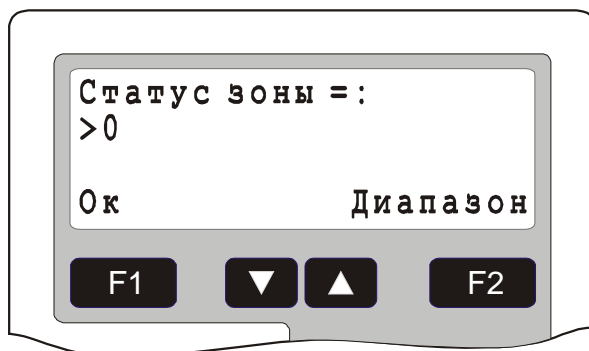 Статус зоны =:
>0
Ок Диапазон
F1 ▼ ▲ F2